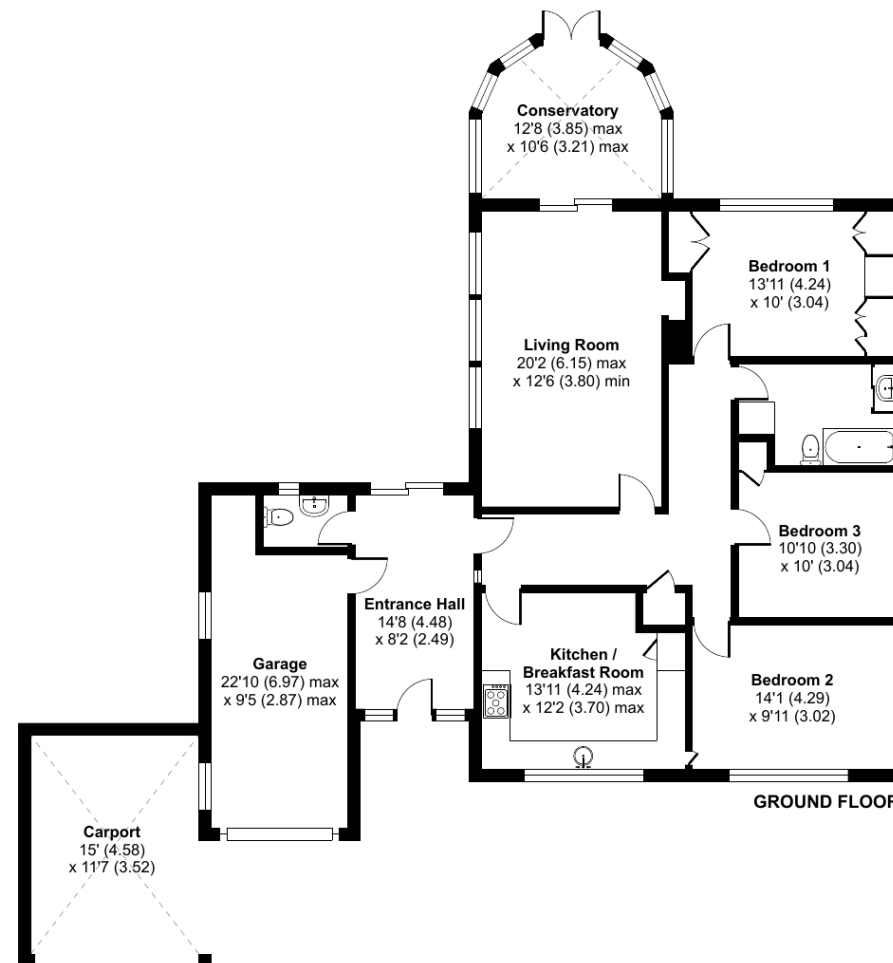 Conservatory
12'8 (3.85) max
x 10'6 (3.21) max
Bedroom 1
13'11 (4.24)
x 10' (3.04)
Living Room
20'2 (6.15) max
x 12'6 (3.80) min
Bedroom 3
10'10 (3.30)
x 10' (3.04)
Entrance Hall
14'8 (4.48)
x 8'2 (2.49)
Garage
22'10 (6.97) max
x 9'5 (2.87) max
Kitchen /
Breakfast Room
13'11 (4.24) max
x 12'2 (3.70) max
Bedroom 2
14'1 (4.29)
x 9'11 (3.02)
GROUND FLOOR
Carport
15' (4.58)
x 11'7 (3.52)